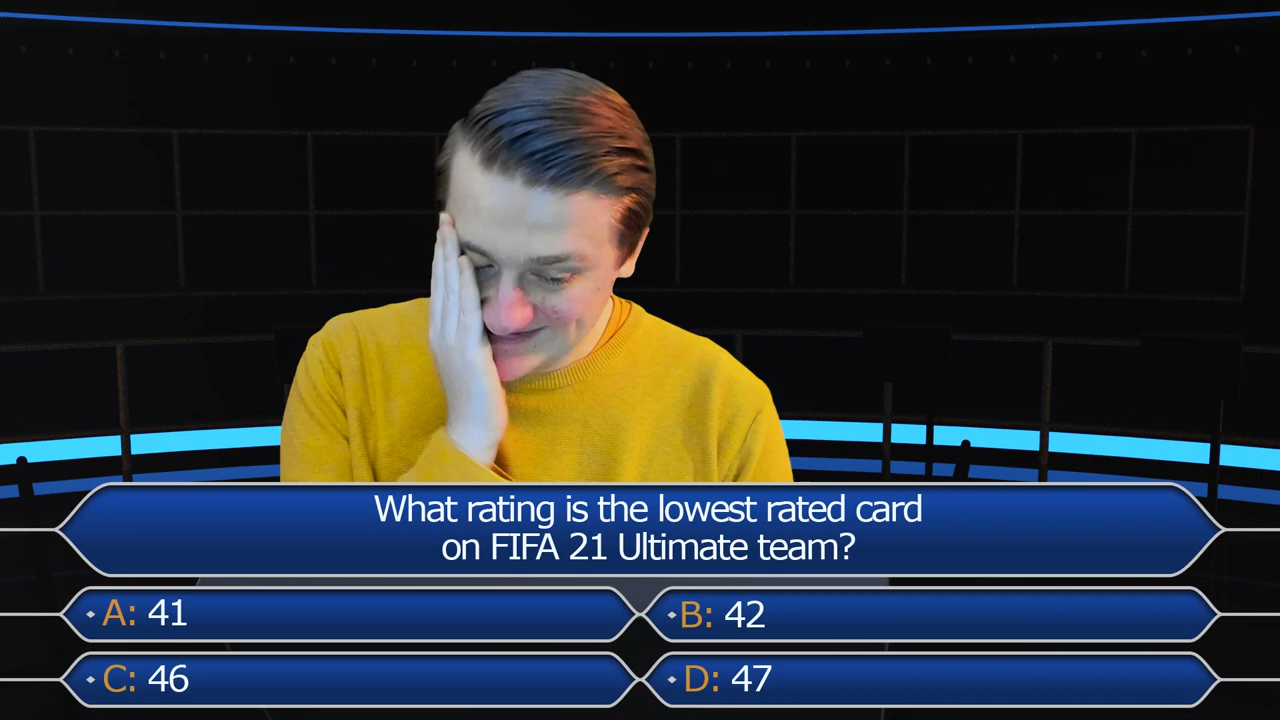 What rating is the lowest rated card
on FIFA 21 Ultimate team?
A: 41
B: 42
C: 46
D: 47